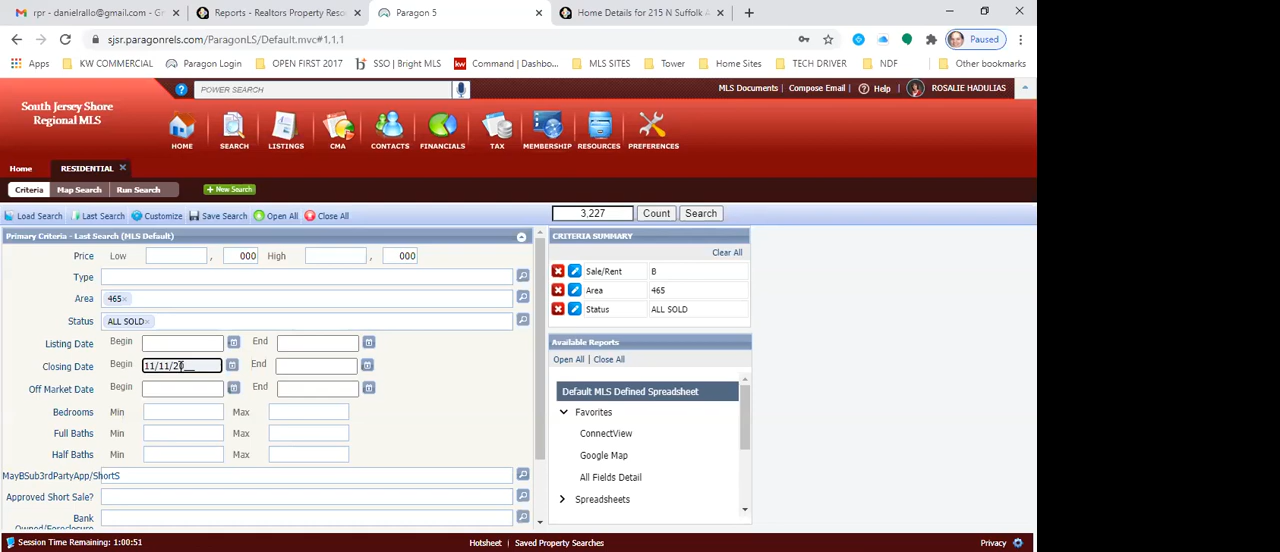 rpr - danielrallo@gmail.com - Gr
Reports - Realtors Property Reso
Paragon 5
Home Details for 215 N Suffolk A
sjsr.paragonrels.com/ParagonLS/Default.mvc#1,1,1
Paused
Apps
KW COMMERCIAL
Paragon Login
OPEN FIRST 2017
SSO | Bright MLS
Command | Dashbo...
MLS SITES
Tower
Home Sites
TECH DRIVER
NDF
Other bookmarks
South Jersey Shore
Regional MLS
POWER SEARCH
MLS Documents
Compose Email
Help
ROSALIE HADULIAS
HOME
SEARCH
LISTINGS
CMA
CONTACTS
FINANCIALS
TAX
MEMBERSHIP
RESOURCES
PREFERENCES
Home
RESIDENTIAL
Criteria
Map Search
Run Search
New Search
Load Search
Last Search
Customize
Save Search
Open All
Close All
3,227
Count
Search
Primary Criteria - Last Search (MLS Default)
Price Low , 000 High , 000
Type
Area 465
Status ALL SOLD
Listing Date Begin End
Closing Date Begin 11/11/20__ End
Off Market Date Begin End
Bedrooms Min Max
Full Baths Min Max
Half Baths Min Max
MayBSub3rdPartyApp/ShortS
Approved Short Sale?
Bank
Owned/Foreclosure
CRITERIA SUMMARY
Clear All
Sale/Rent B
Area 465
Status ALL SOLD
Available Reports
Open All | Close All
Default MLS Defined Spreadsheet
Favorites
ConnectView
Google Map
All Fields Detail
Spreadsheets
Session Time Remaining: 1:00:51
Hotsheet | Saved Property Searches
Privacy